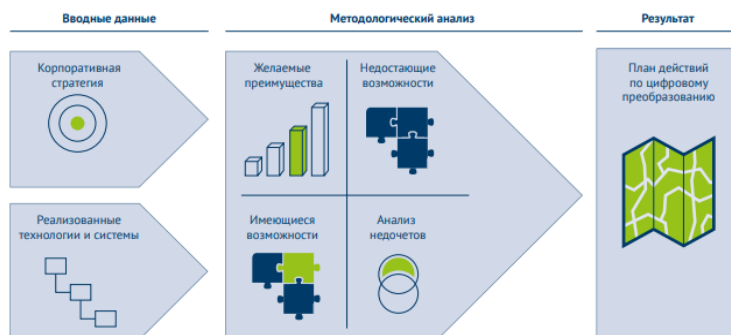 Вводные данные
Методологический анализ
Результат
Корпоративная
стратегия
Желаемые
преимущества
Недостающие
возможности
План действий
по цифровому
преобразованию
Реализованные
технологии и системы
Имеющиеся
возможности
Анализ
недочетов